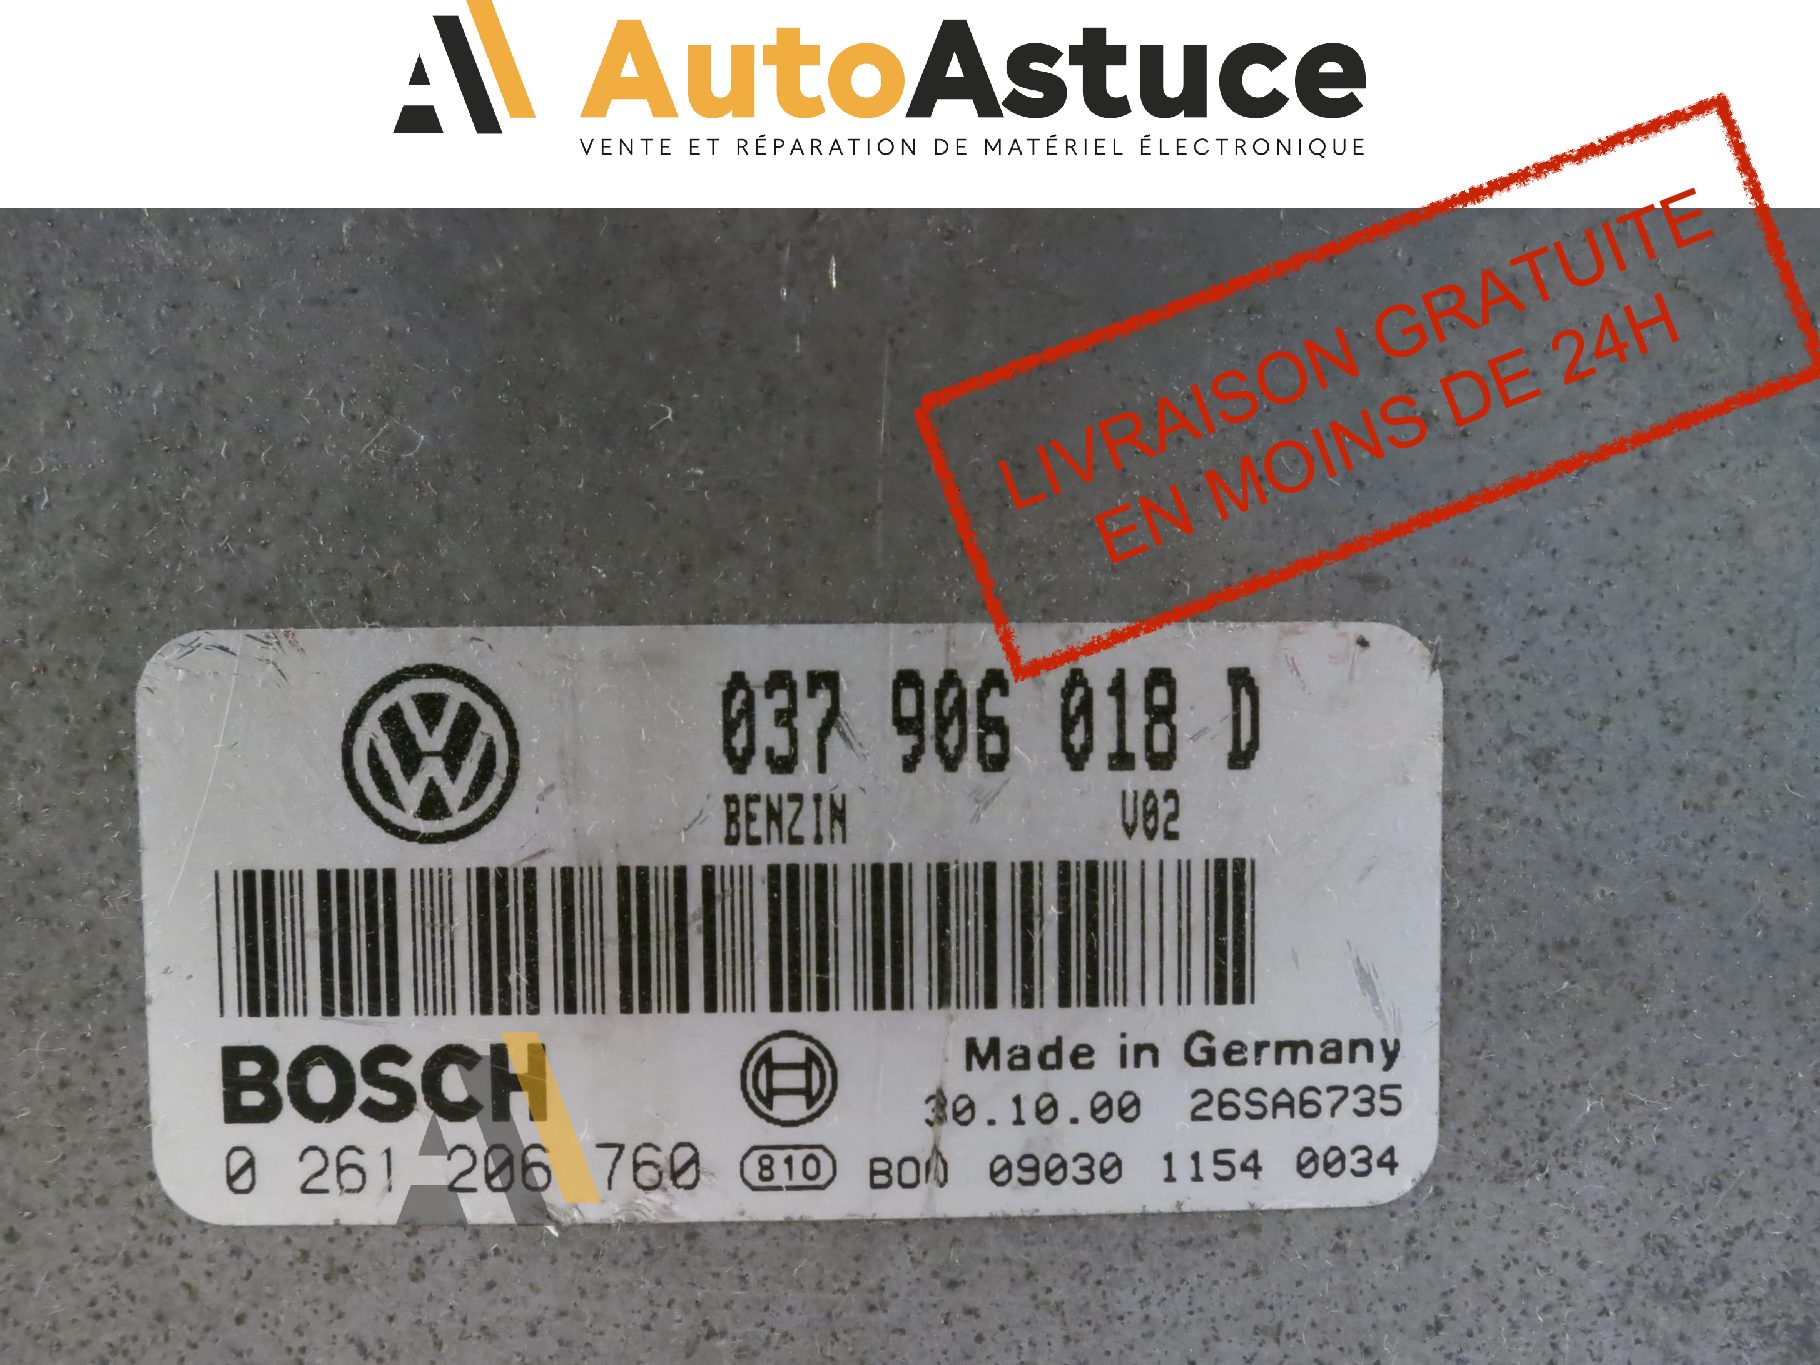 AutoAstuce
VENTE ET RÉPARATION DE MATÉRIEL ÉLECTRONIQUE
LIVRAISON GRATUITE
EN MOINS DE 24H
037 906 018 D
BENZIN V02
BOSCH
Made in Germany
30.10.00 26SA6735
0 261 206 760 810 09030 1154 0034